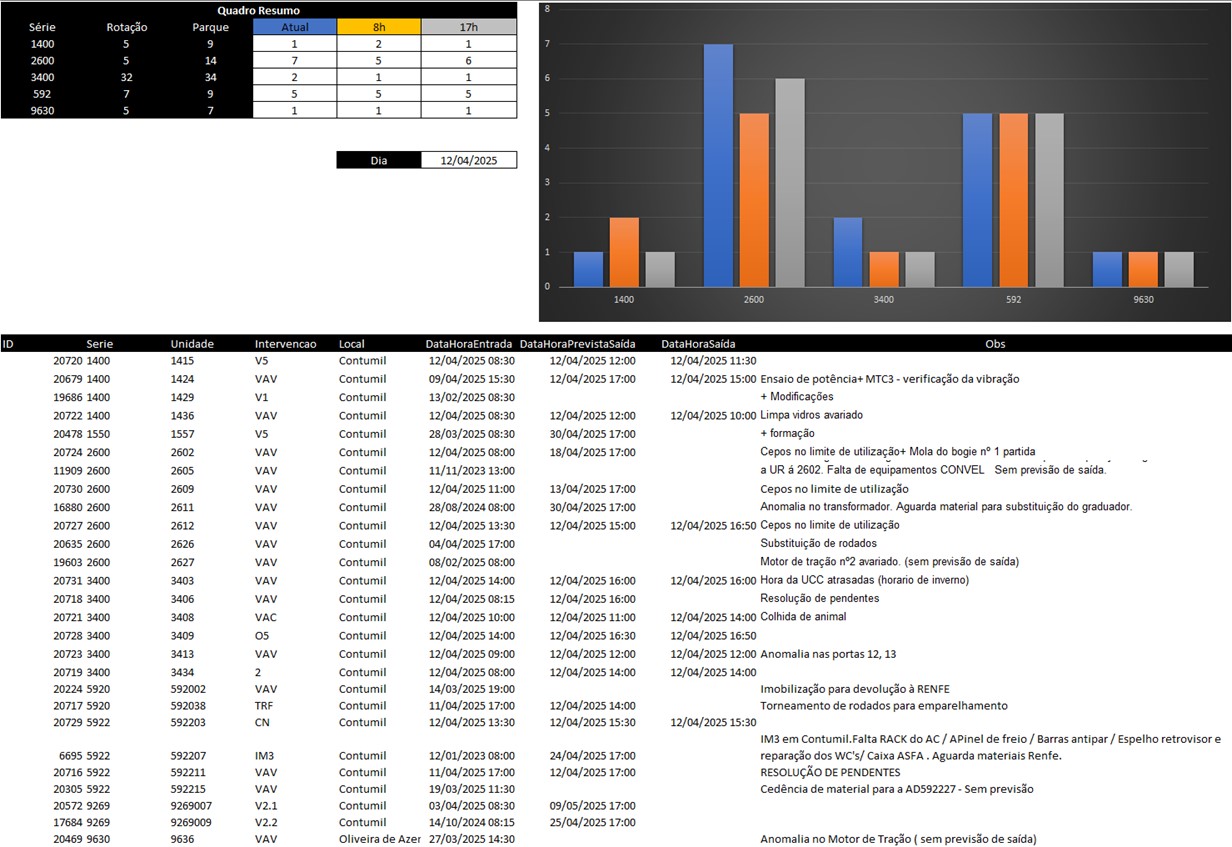 Quadro Resumo
Série Rotação Parque Atual 8h 17h
1400 5 9 1 2 1
2600 5 14 7 5 6
3400 32 34 2 1 1
592 7 9 5 5 5
9630 5 7 1 1 1
Dia 12/04/2025
8
7
6
5
4
3
2
1
0
1400 2600 3400 592 9630
ID Serie Unidade Intervencao Local DataHoraEntrada DataHoraPrevistaSaída DataHoraSaída Obs
20720 1400 1415 V5 Contumil 12/04/2025 08:30 12/04/2025 12:00 12/04/2025 11:30
20679 1400 1424 VAV Contumil 09/04/2025 15:30 12/04/2025 17:00 12/04/2025 15:00 Ensaio de potência+ MTC3 - verificação da vibração
19686 1400 1429 V1 Contumil 13/02/2025 08:30 + Modificações
20722 1400 1436 VAV Contumil 12/04/2025 08:30 12/04/2025 12:00 12/04/2025 10:00 Limpa vidros avariado
20478 1550 1557 V5 Contumil 28/03/2025 08:30 30/04/2025 17:00 + formação
20724 2600 2602 VAV Contumil 12/04/2025 08:00 18/04/2025 17:00 Cepos no limite de utilização+ Mola do bogie nº 1 partida
11909 2600 2605 VAV Contumil 11/11/2023 13:00 a UR á 2602. Falta de equipamentos CONVEL Sem previsão de saída.
20730 2600 2609 VAV Contumil 12/04/2025 11:00 13/04/2025 17:00 Cepos no limite de utilização
16880 2600 2611 VAV Contumil 28/08/2024 08:00 30/04/2025 17:00 Anomalia no transformador. Aguarda material para substituição do graduador.
20727 2600 2612 VAV Contumil 12/04/2025 13:30 12/04/2025 15:00 12/04/2025 16:50 Cepos no limite de utilização
20635 2600 2626 VAV Contumil 04/04/2025 17:00 Substituição de rodados
19603 2600 2627 VAV Contumil 08/02/2025 08:00 Motor de tração nº2 avariado. (sem previsão de saída)
20731 3400 3403 VAV Contumil 12/04/2025 14:00 12/04/2025 16:00 12/04/2025 16:00 Hora da UCC atrasadas (horario de inverno)
20718 3400 3406 VAV Contumil 12/04/2025 08:15 12/04/2025 16:00 Resolução de pendentes
20721 3400 3408 VAC Contumil 12/04/2025 10:00 12/04/2025 11:00 12/04/2025 14:00 Colhida de animal
20728 3400 3409 O5 Contumil 12/04/2025 14:00 12/04/2025 16:30 12/04/2025 16:50
20723 3400 3413 VAV Contumil 12/04/2025 09:00 12/04/2025 12:00 12/04/2025 12:00 Anomalia nas portas 12, 13
20719 3400 3434 2 Contumil 12/04/2025 08:00 12/04/2025 14:00 12/04/2025 14:00
20224 5920 592002 VAV Contumil 14/03/2025 19:00 Imobilização para devolução à RENFE
20717 5920 592038 TRF Contumil 11/04/2025 17:00 12/04/2025 14:00 Torneamento de rodados para emparelhamento
20729 5922 592203 CN Contumil 12/04/2025 13:30 12/04/2025 15:30 12/04/2025 15:30
IM3 em Contumil.Falta RACK do AC / APinel de freio / Barras antipar / Espelho retrovisor e
6695 5922 592207 IM3 Contumil 12/01/2023 08:00 24/04/2025 17:00 reparação dos WC's/ Caixa ASFA . Aguarda materiais Renfe.
20716 5922 592211 VAV Contumil 11/04/2025 17:00 12/04/2025 17:00 RESOLUÇÃO DE PENDENTES
20305 5922 592215 VAV Contumil 19/03/2025 11:30 Cedência de material para a AD592227 - Sem previsão
20572 9269 9269007 V2.1 Contumil 03/04/2025 08:30 09/05/2025 17:00
17684 9269 9269009 V2.2 Contumil 14/10/2024 08:15 25/04/2025 17:00
20469 9630 9636 VAV Oliveira de Azer 27/03/2025 14:30 Anomalia no Motor de Tração ( sem previsão de saída)